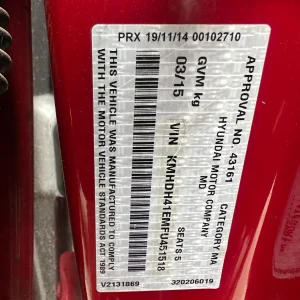 PRX 19/11/14 00102710
APPROVAL NO. 43161 CATEGORY MA
HYUNDAI MOTOR COMPANY MD
GVM kg SEATS 5
03/15 VIN KMHDH41EMFU451518
THIS VEHICLE WAS MANUFACTURED TO COMPLY
WITH THE MOTOR VEHICLE STANDARDS ACT 1989
V2131869 320206019